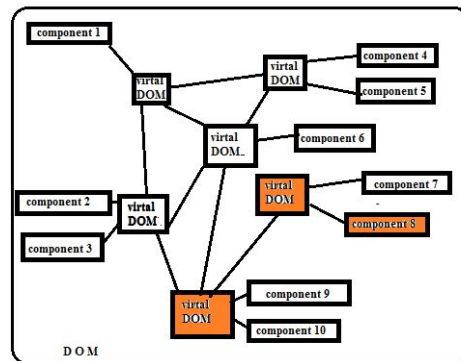 component 1
virtal
DOM
virtal
DOM
component 4
component 5
virtal
DOM
component 6
component 2
component 3
virtal
DOM
virtal
DOM
component 7
component 8
virtal
DOM
component 9
component 10
D O M